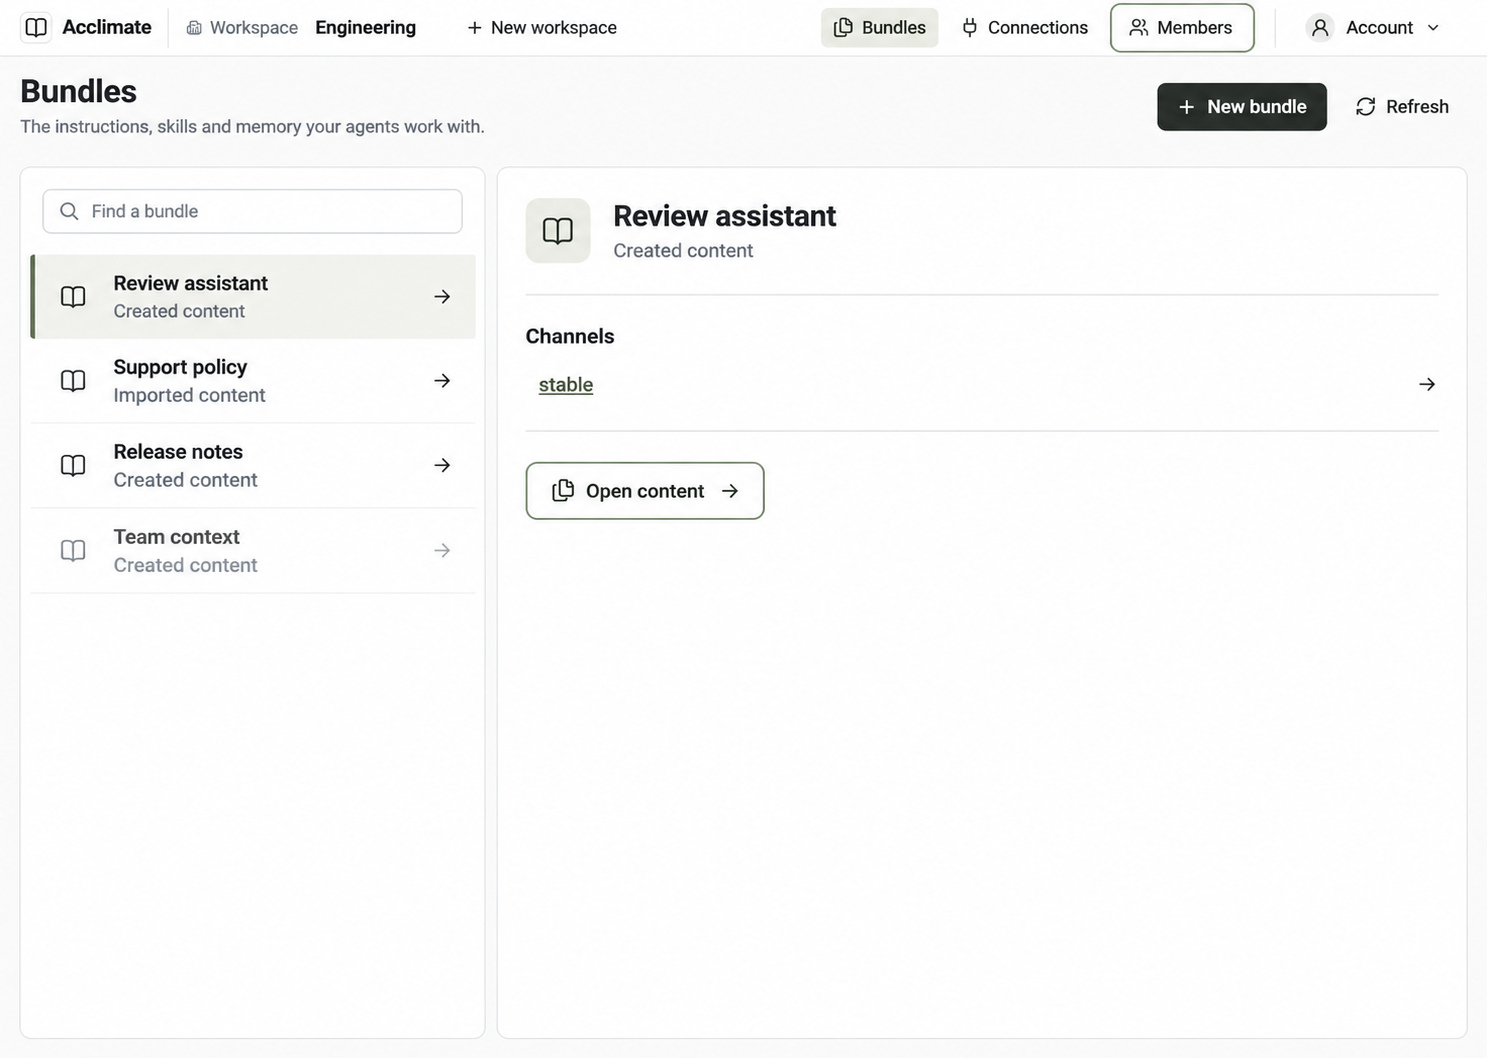 Acclimate
Workspace Engineering
New workspace
Bundles
Connections
Members
Account
Bundles
The instructions, skills and memory your agents work with.
New bundle
Refresh
Find a bundle
Review assistant
Created content
Support policy
Imported content
Release notes
Created content
Team context
Created content
Review assistant
Created content
Channels
stable
Open content